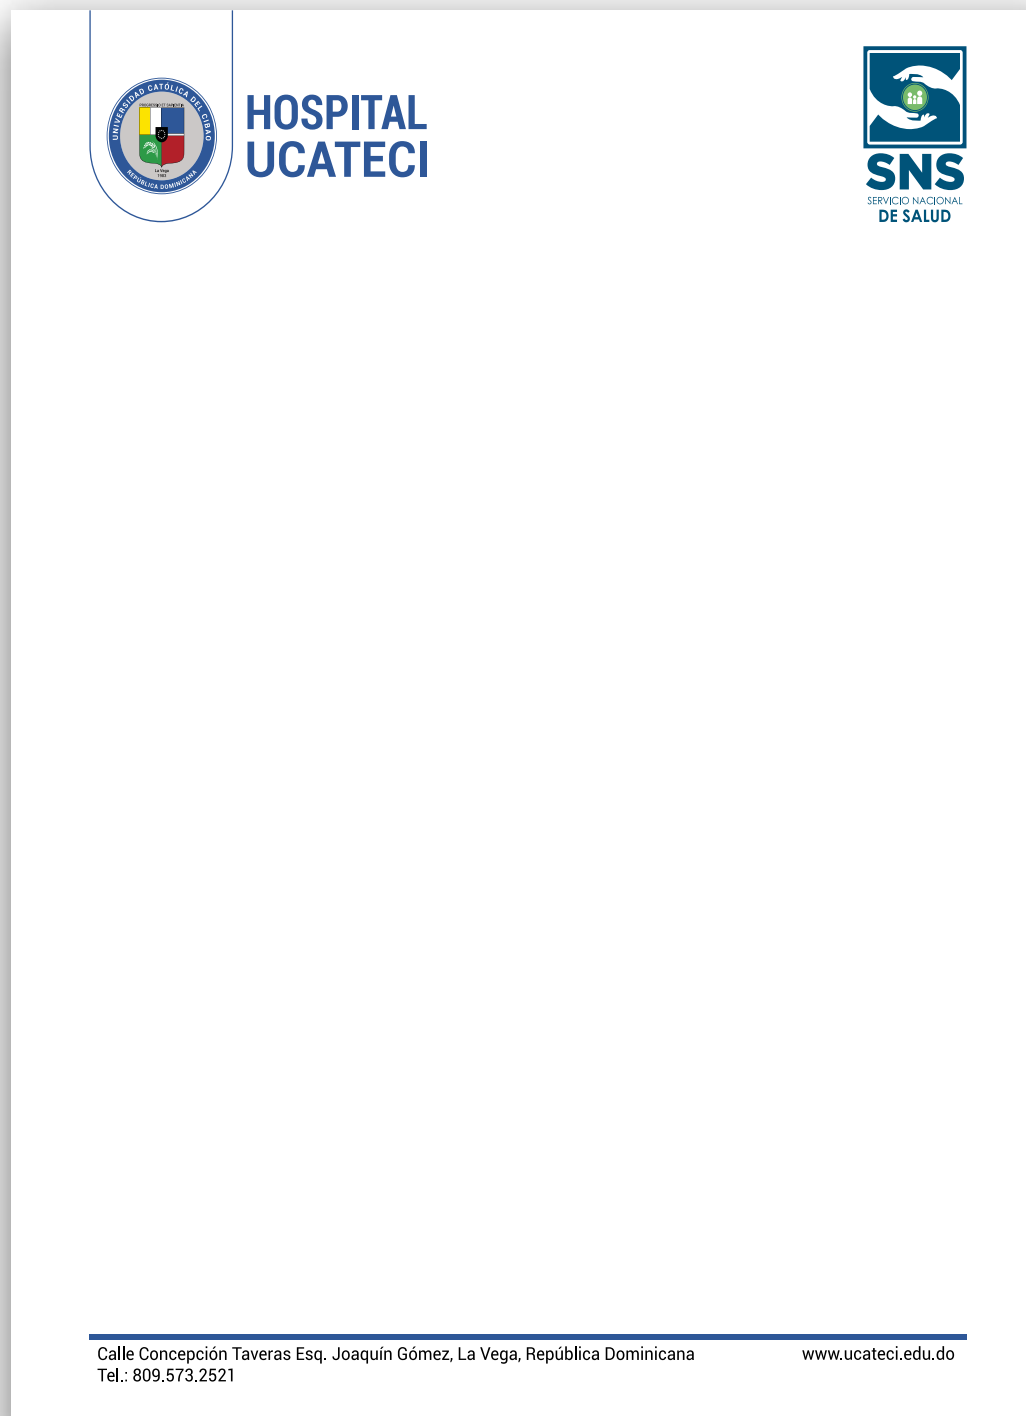 UNIVERSIDAD CATÓLICA DEL CIBAO
La Vega
1983
REPÚBLICA DOMINICANA
HOSPITAL
UCATECI
SNS
SERVICIO NACIONAL
DE SALUD
Calle Concepción Taveras Esq. Joaquín Gómez, La Vega, República Dominicana
www.ucateci.edu.do
Tel.: 809.573.2521